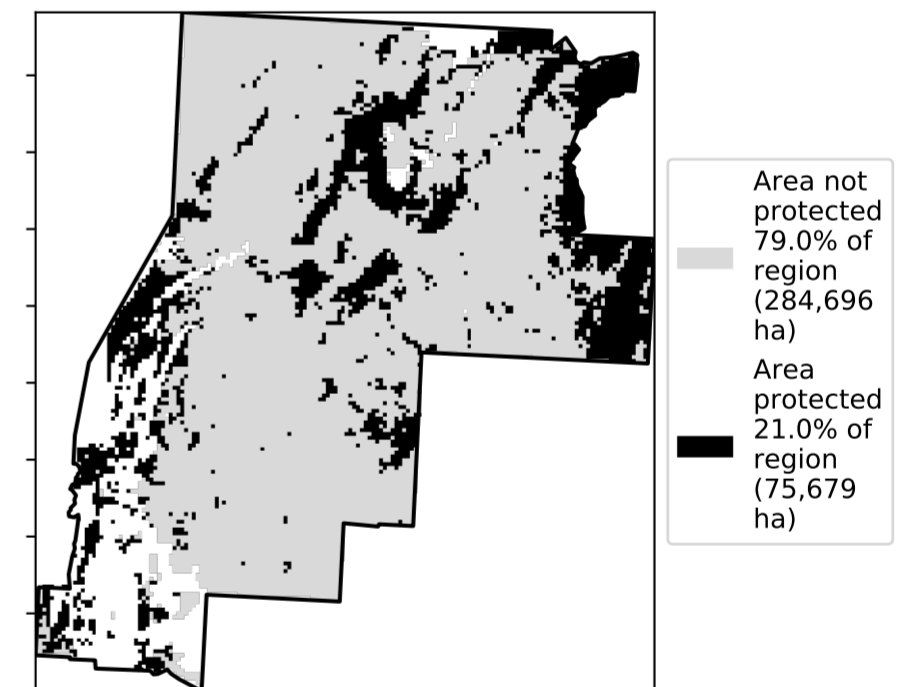 Area not
protected
79.0% of
region
(284,696
ha)
Area
protected
21.0% of
region
(75,679
ha)